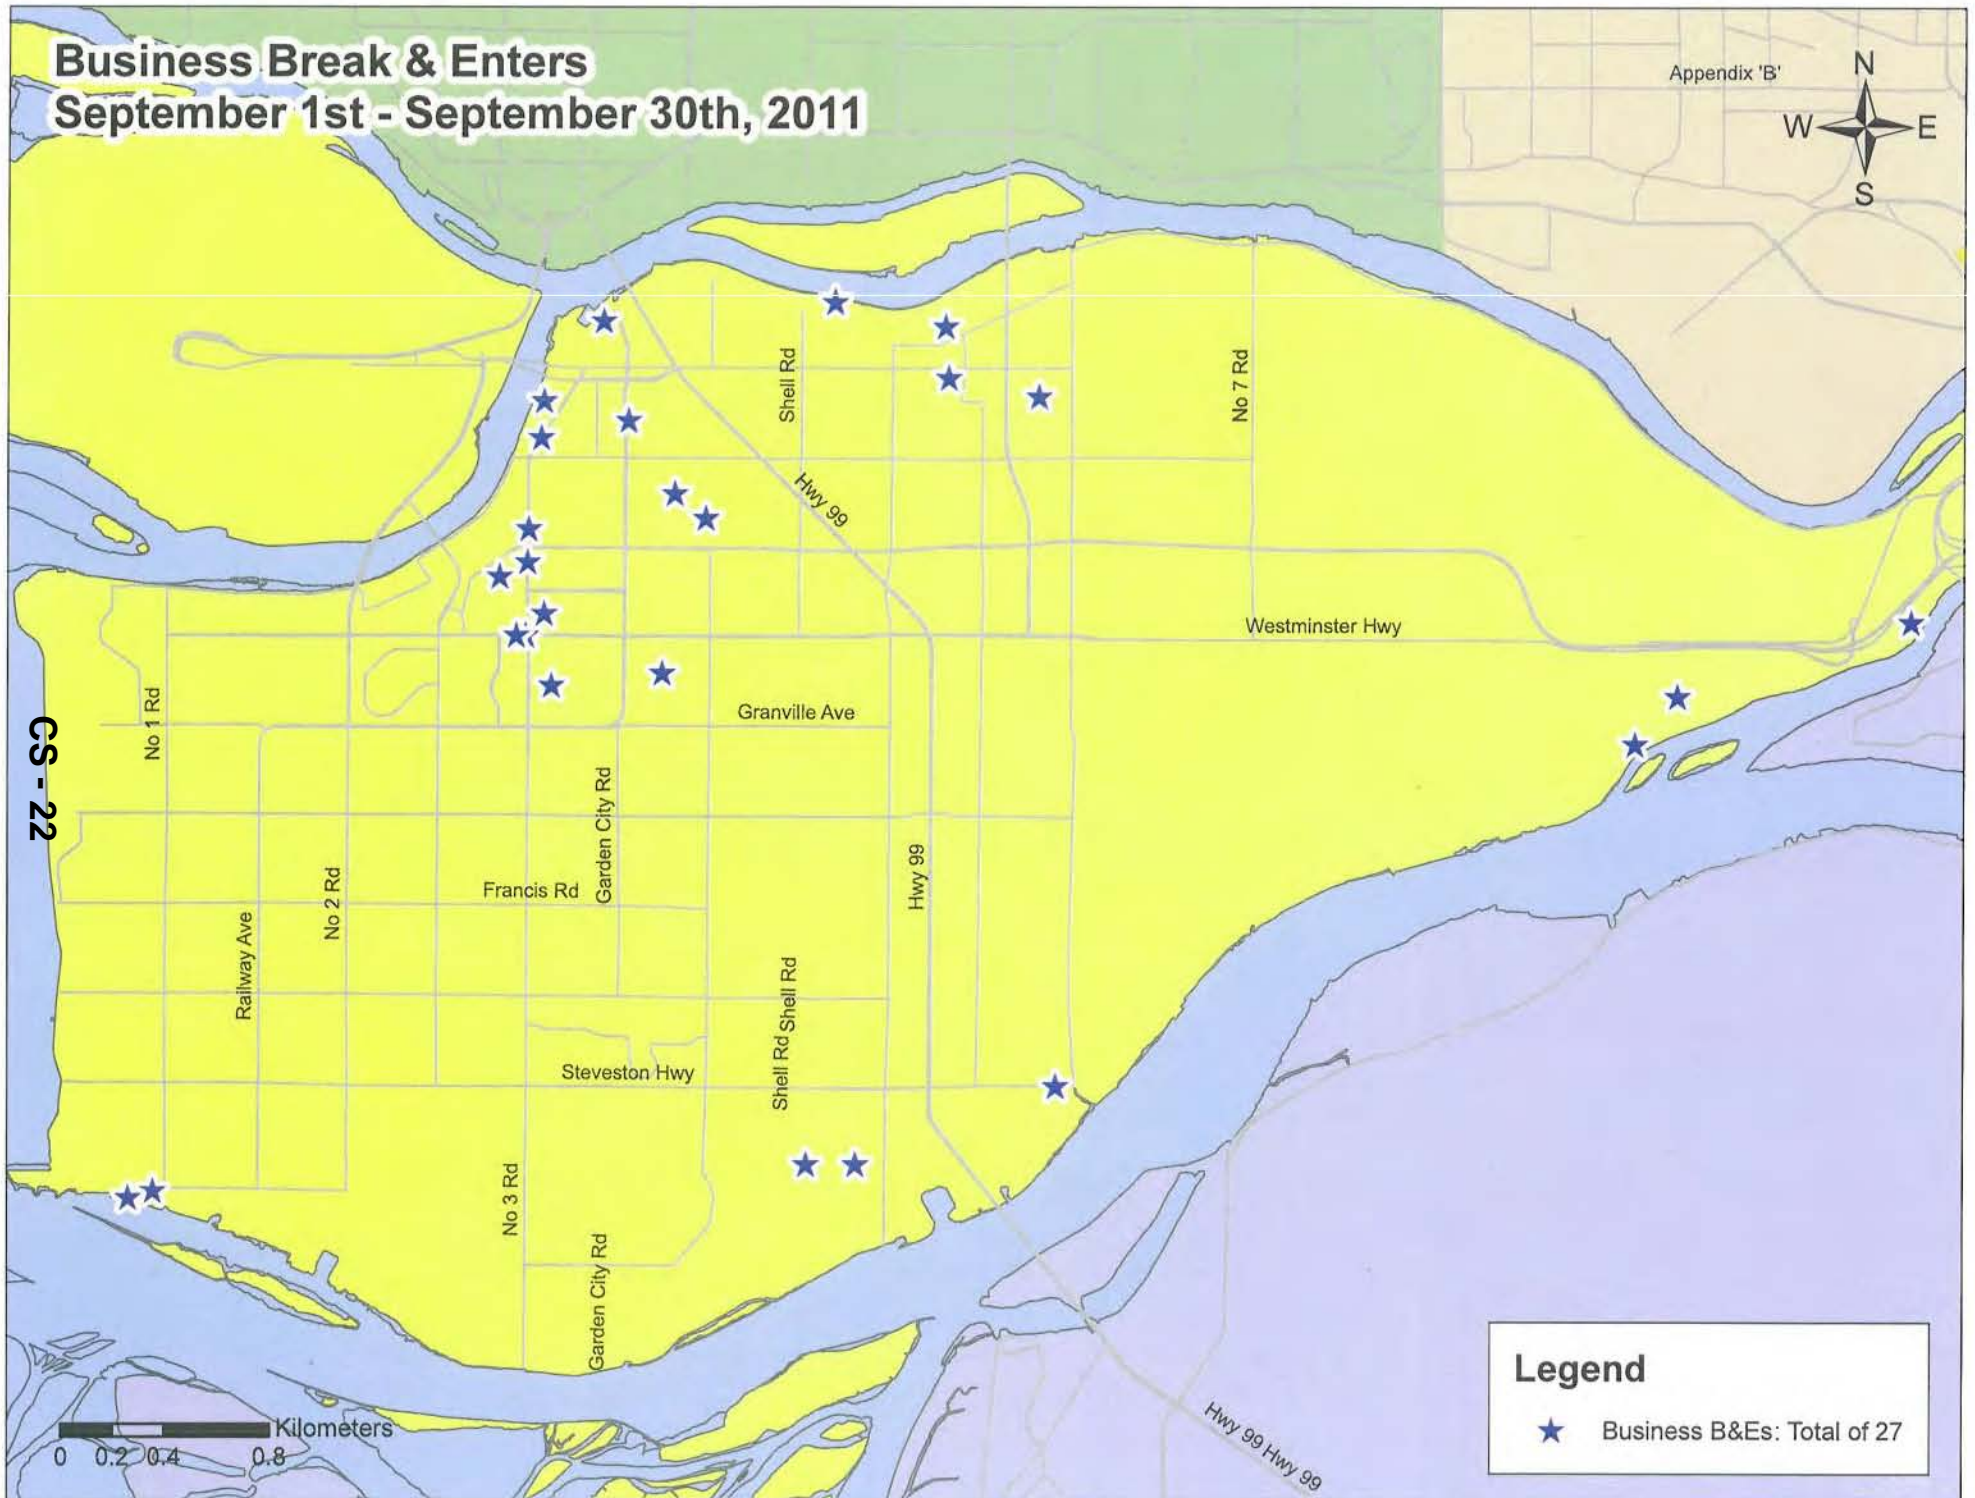 Business Break & Enters
September 1st - September 30th, 2011
Appendix 'B'
N
W
E
S
Shell Rd
No 7 Rd
Hwy 99
Westminster Hwy
No 1 Rd
Granville Ave
CS - 22
Garden City Rd
Hwy 99
No 2 Rd
Francis Rd
Railway Ave
Shell Rd
Shell Rd
Steveston Hwy
No 3 Rd
Garden City Rd
Legend
Business B&Es: Total of 27
Kilometers
0 0.2 0.4 0.8
Hwy 99
Hwy 99